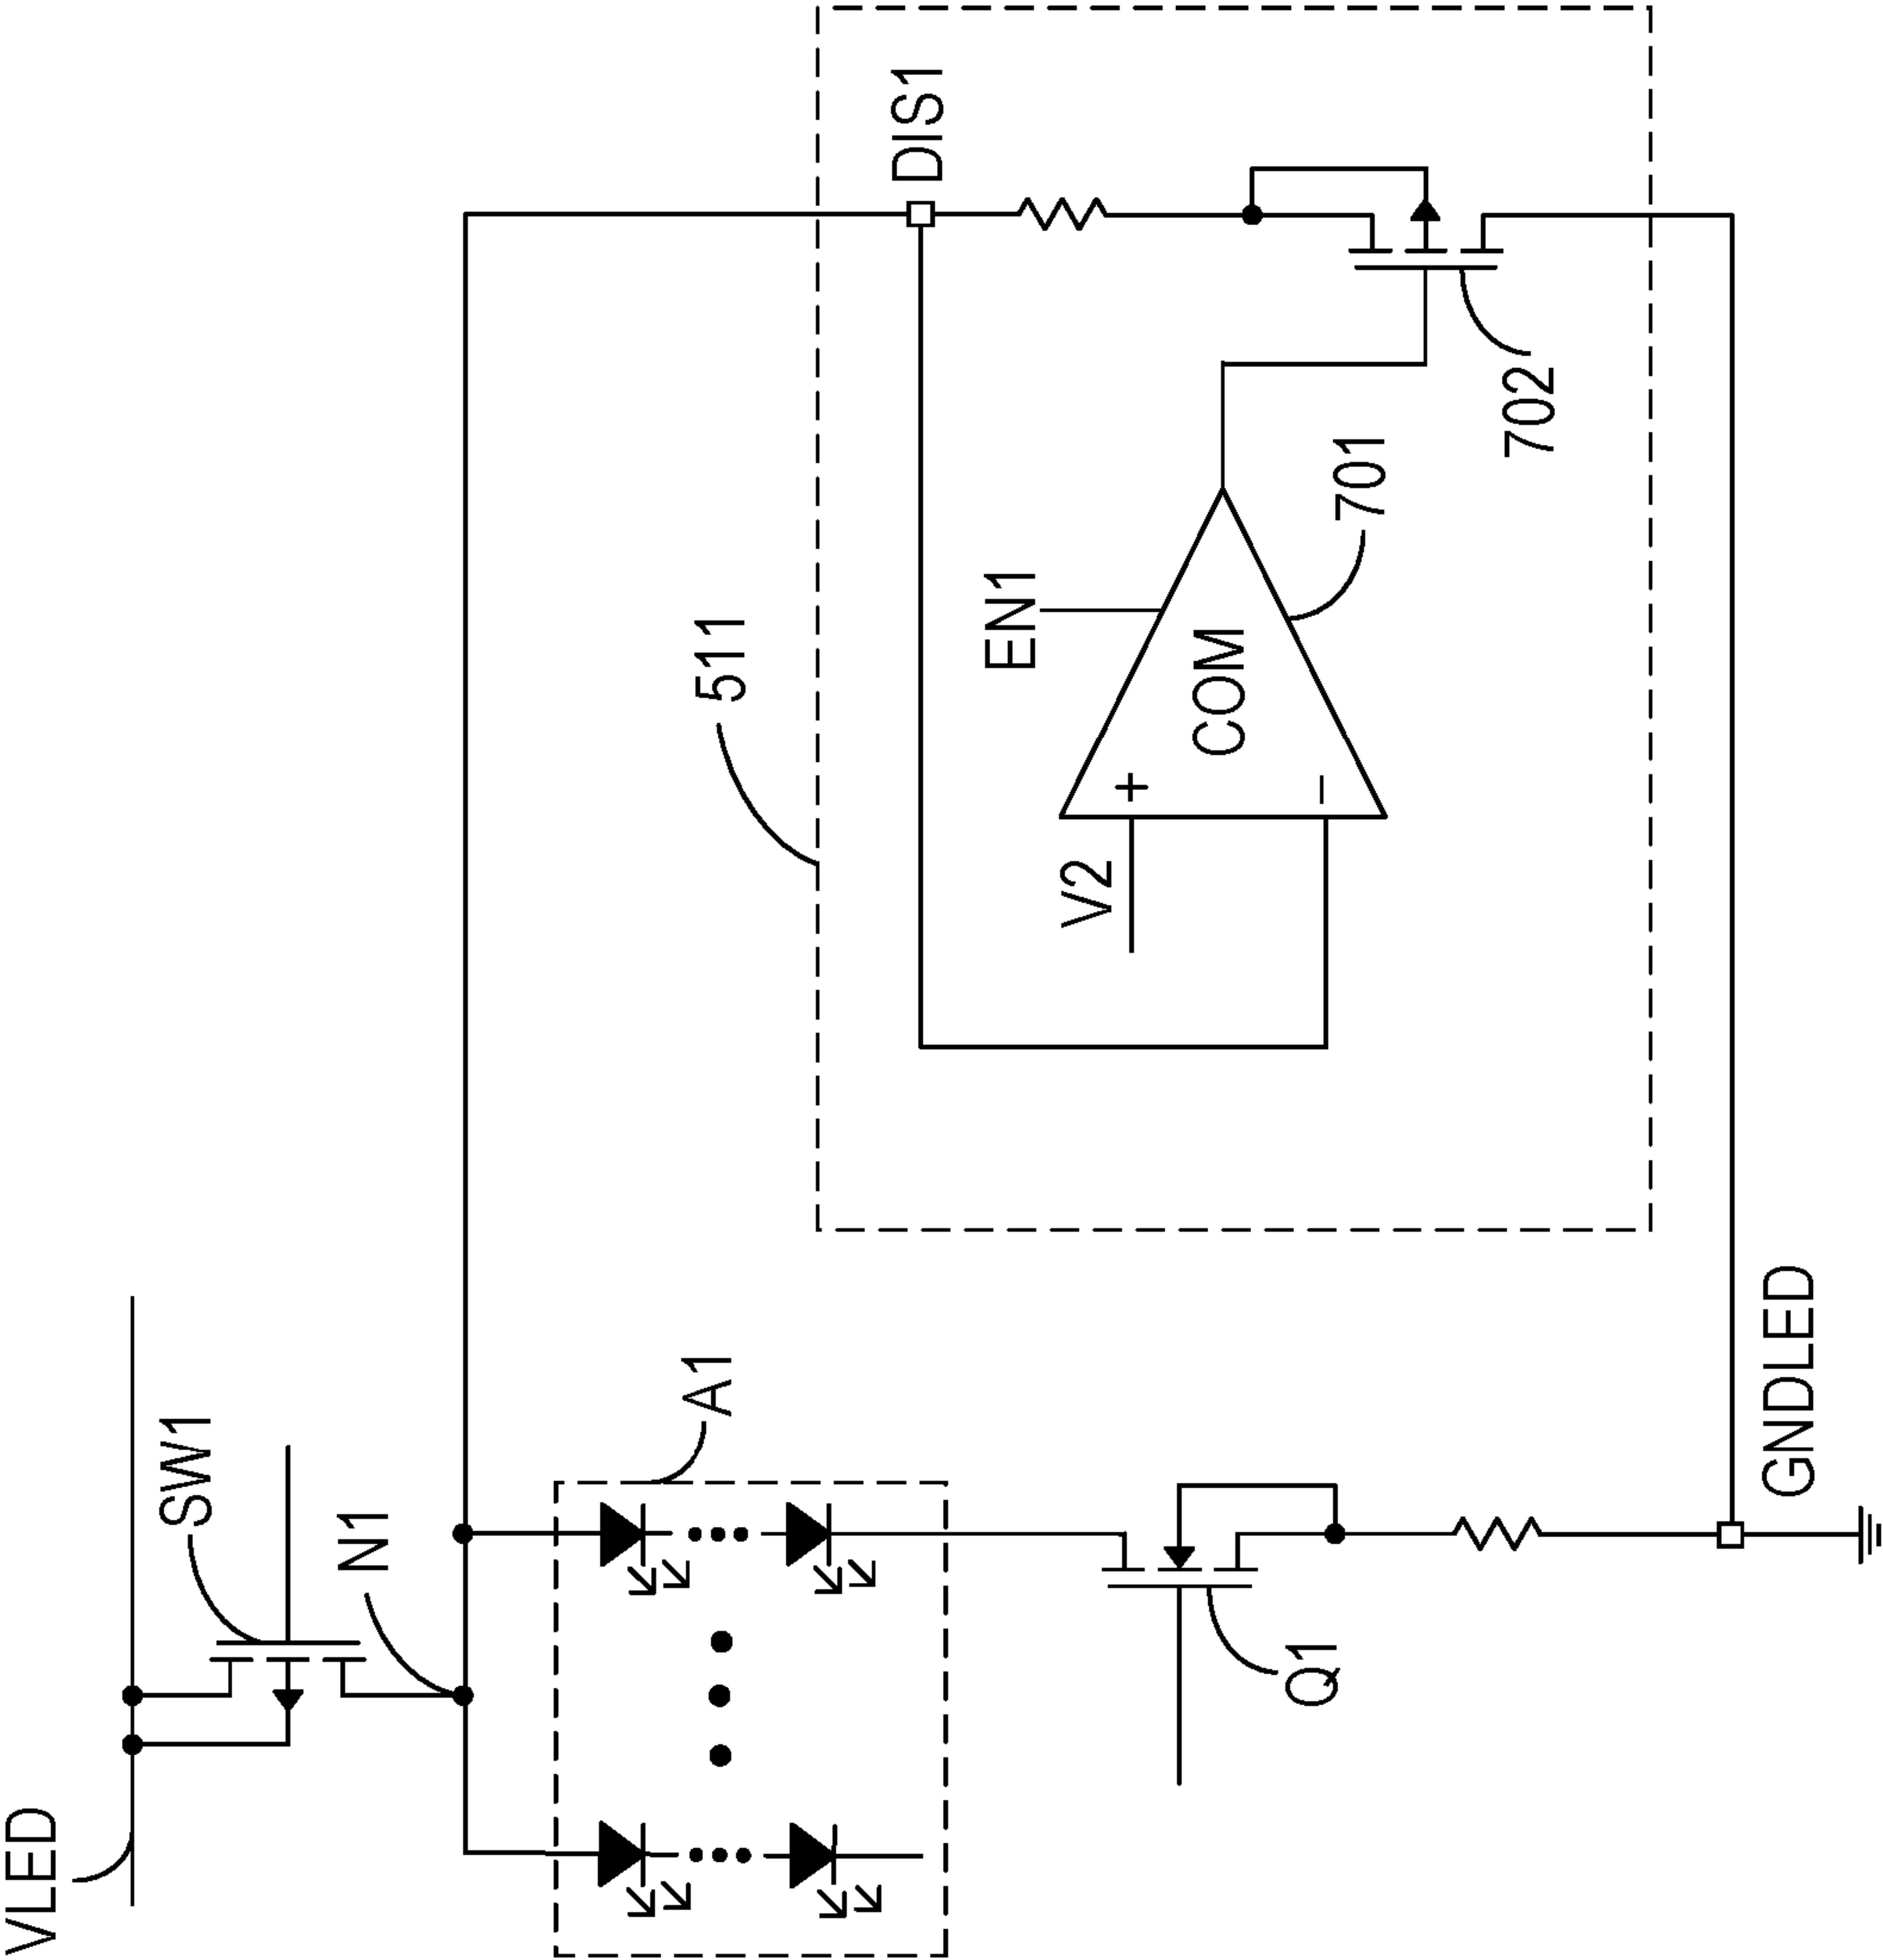 VLED
SW1
N1
A1
Q1
GNDLED
511
DIS1
EN1
V2
+
−
COM
701
702